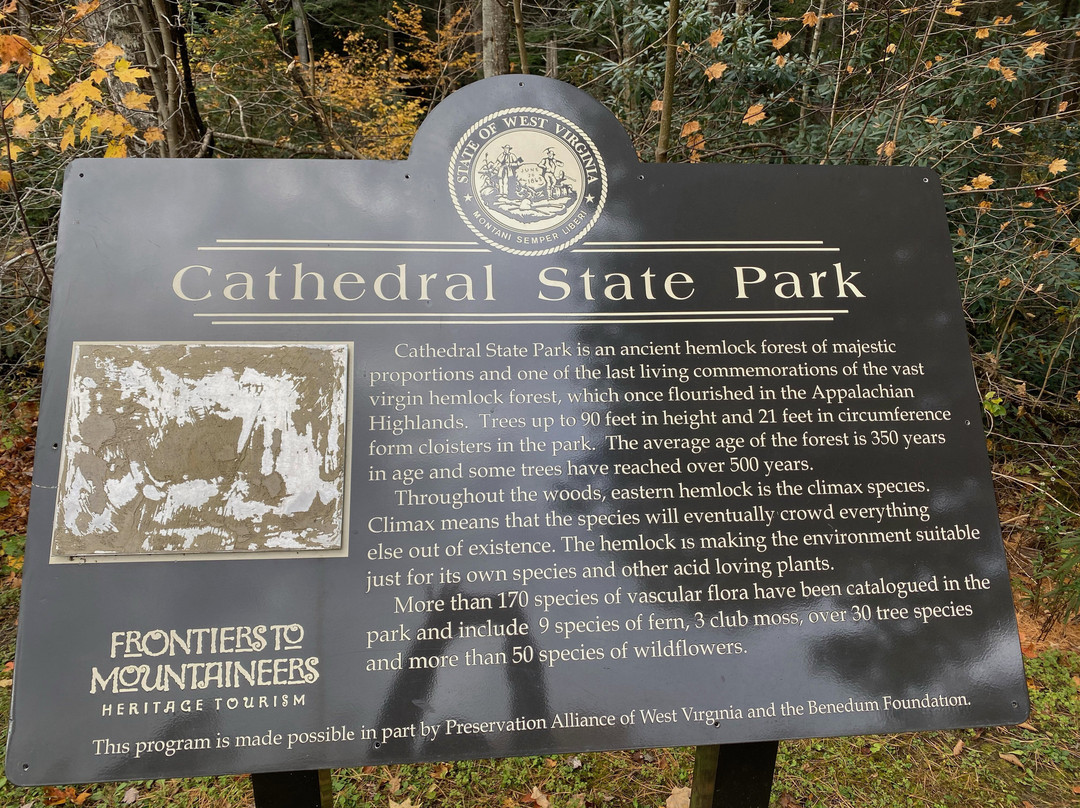 STATE OF WEST VIRGINIA
MONTANI SEMPER LIBERI
Cathedral State Park
Cathedral State Park is an ancient hemlock forest of majestic
proportions and one of the last living commemorations of the vast
virgin hemlock forest, which once flourished in the Appalachian
Highlands. Trees up to 90 feet in height and 21 feet in circumference
form cloisters in the park. The average age of the forest is 350 years
in age and some trees have reached over 500 years.
Throughout the woods, eastern hemlock is the climax species.
Climax means that the species will eventually crowd everything
else out of existence. The hemlock is making the environment suitable
just for its own species and other acid loving plants.
More than 170 species of vascular flora have been catalogued in the
park and include 9 species of fern, 3 club moss, over 30 tree species
and more than 50 species of wildflowers.
FRONTIERS TO
MOUNTAINEERS
HERITAGE TOURISM
This program is made possible in part by Preservation Alliance of West Virginia and the Benedum Foundation.